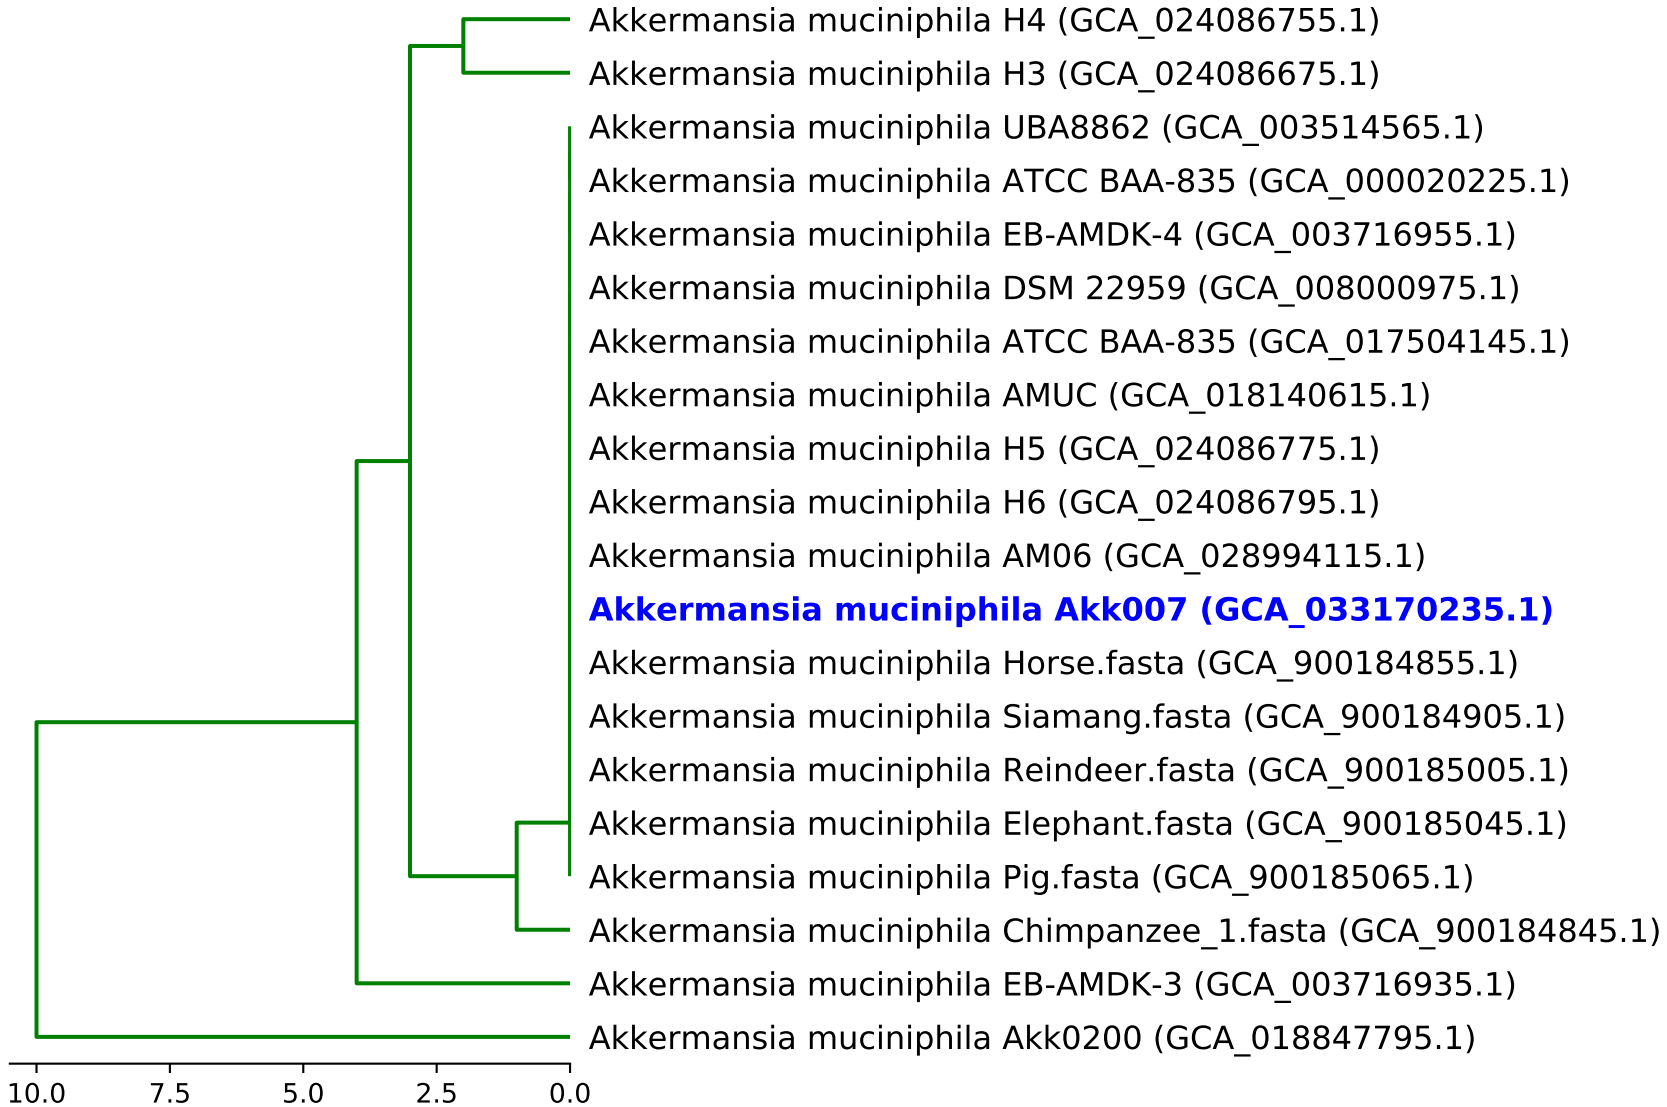 Akkermansia muciniphila H4 (GCA_024086755.1)
Akkermansia muciniphila H3 (GCA_024086675.1)
Akkermansia muciniphila UBA8862 (GCA_003514565.1)
Akkermansia muciniphila ATCC BAA-835 (GCA_000020225.1)
Akkermansia muciniphila EB-AMDK-4 (GCA_003716955.1)
Akkermansia muciniphila DSM 22959 (GCA_008000975.1)
Akkermansia muciniphila ATCC BAA-835 (GCA_017504145.1)
Akkermansia muciniphila AMUC (GCA_018140615.1)
Akkermansia muciniphila H5 (GCA_024086775.1)
Akkermansia muciniphila H6 (GCA_024086795.1)
Akkermansia muciniphila AM06 (GCA_028994115.1)
Akkermansia muciniphila Akk007 (GCA_033170235.1)
Akkermansia muciniphila Horse.fasta (GCA_900184855.1)
Akkermansia muciniphila Siamang.fasta (GCA_900184905.1)
Akkermansia muciniphila Reindeer.fasta (GCA_900185005.1)
Akkermansia muciniphila Elephant.fasta (GCA_900185045.1)
Akkermansia muciniphila Pig.fasta (GCA_900185065.1)
Akkermansia muciniphila Chimpanzee_1.fasta (GCA_900184845.1)
Akkermansia muciniphila EB-AMDK-3 (GCA_003716935.1)
Akkermansia muciniphila Akk0200 (GCA_018847795.1)
10.0 7.5 5.0 2.5 0.0